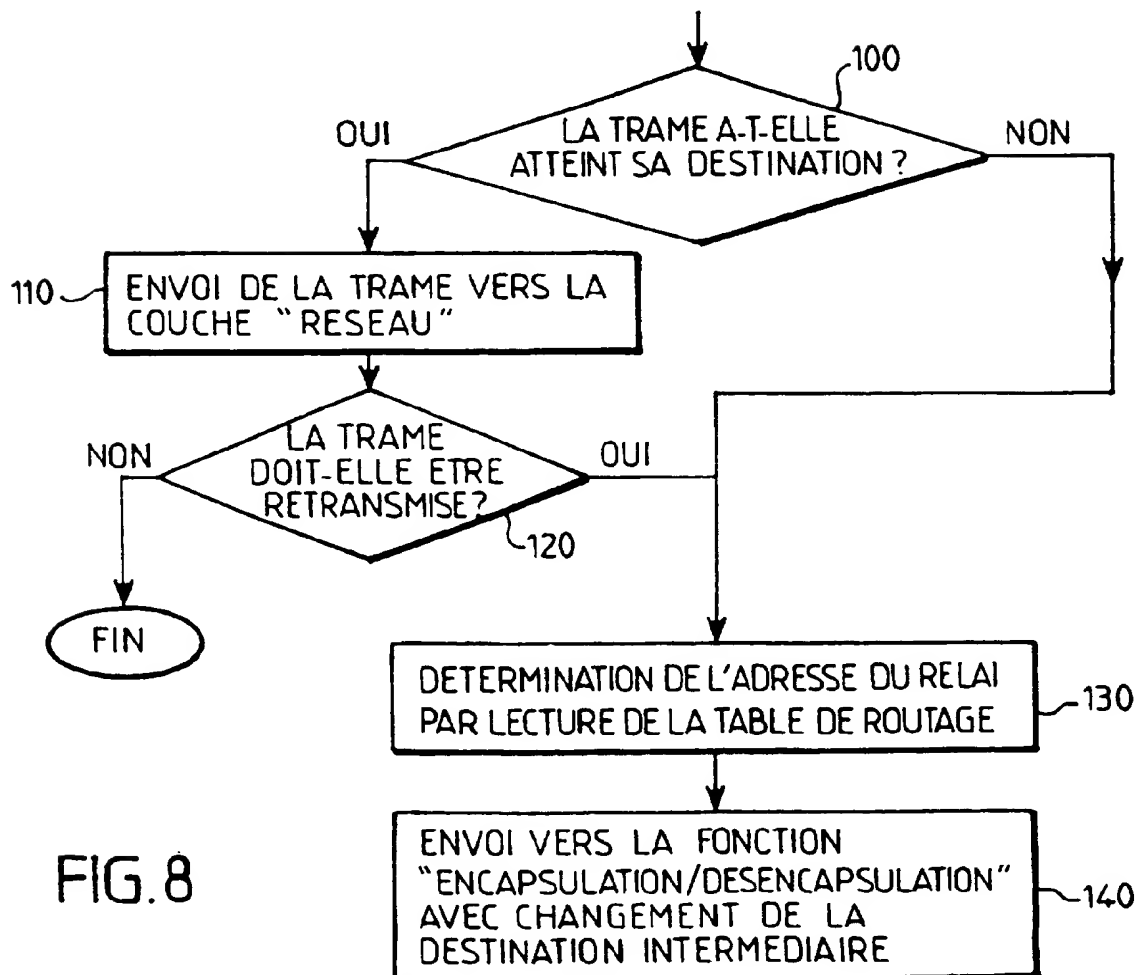 100
LA TRAME A-T-ELLE
ATTEINT SA DESTINATION ?
OUI
NON
110
ENVOI DE LA TRAME VERS LA
COUCHE "RESEAU"
LA TRAME
DOIT-ELLE ETRE
RETRANSMISE?
NON
OUI
120
FIN
DETERMINATION DE L'ADRESSE DU RELAI
PAR LECTURE DE LA TABLE DE ROUTAGE
130
ENVOI VERS LA FONCTION
"ENCAPSULATION/DESENCAPSULATION"
AVEC CHANGEMENT DE LA
DESTINATION INTERMEDIAIRE
140
FIG.8